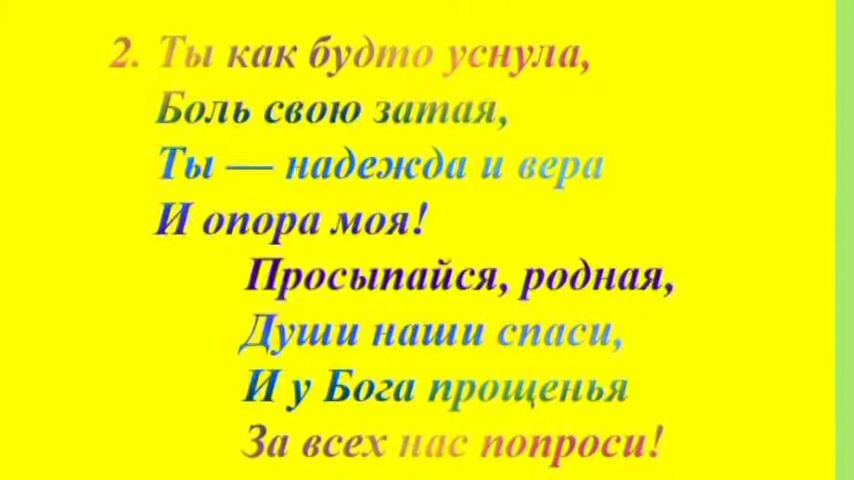 2. Ты как будто уснула,
Боль свою затая,
Ты — надежда и вера
И опора моя!
Просыпайся, родная,
Души наши спаси,
И у Бога прощенья
За всех нас попроси!